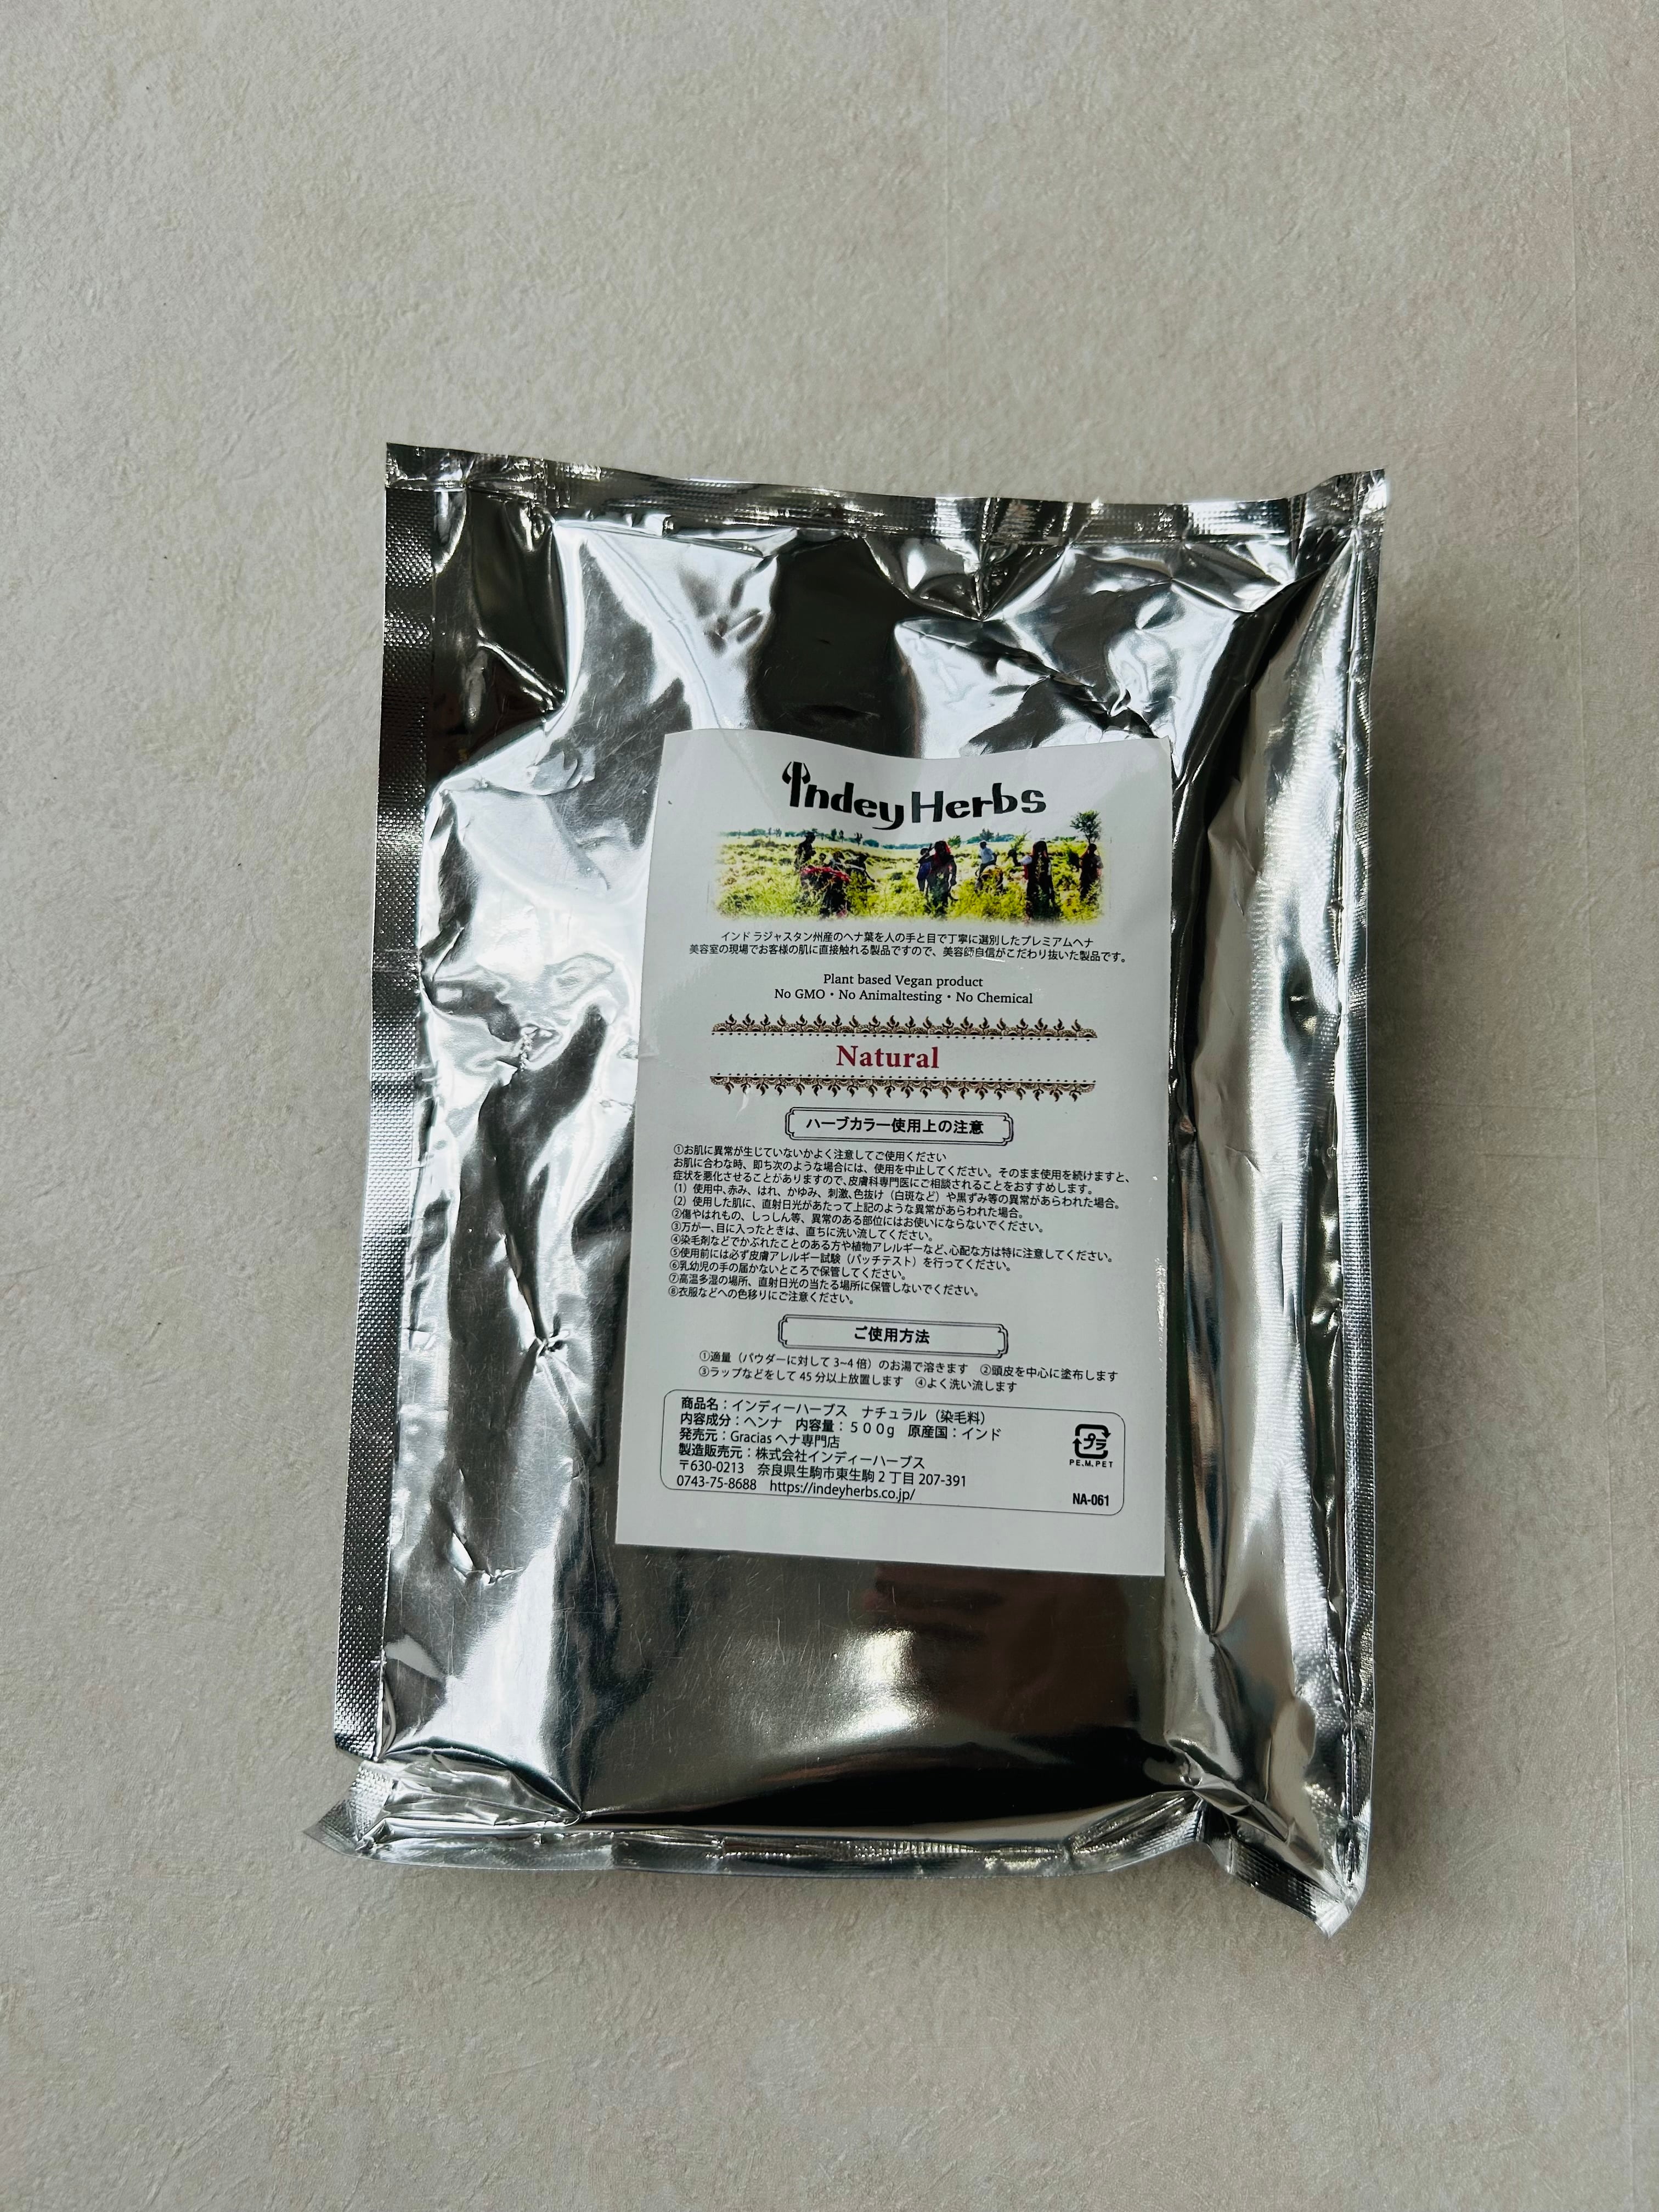 Indey Herbs
インドラジャスタン州産のヘナ葉を人の手と目で丁寧に選別したプレミアムヘナ
美容室の現場でお客様の肌に直接触れる製品ですので、美容師自信がこだわり抜いた製品です。
Plant based Vegan product
No GMO・No Animaltesting・No Chemical
Natural
ハーブカラー使用上の注意
①お肌に異常が生じていないかよく注意してご使用ください
お肌に合わな時、即ち次のような場合には、使用を中止してください。そのまま使用を続けますと、
症状を悪化させることがありますので、皮膚科専門医にご相談されることをおすすめします。
(1) 使用中、赤み、はれ、かゆみ、刺激、色抜け（白斑など）や黒ずみ等の異常があらわれた場合。
(2) 使用した肌に、直射日光があたって上記のような異常があらわれた場合。
②傷やはれもの、しっしん等、異常のある部位にはお使いにならないでください。
③万が一、目に入ったときは、直ちに洗い流してください。
④染毛剤などでかぶれたことのある方や植物アレルギーなど、心配な方は特に注意してください。
⑤使用前には必ず皮膚アレルギー試験（パッチテスト）を行ってください。
⑥乳幼児の手の届かないところで保管してください。
⑦高温多湿の場所、直射日光の当たる場所に保管しないでください。
⑧衣服などへの色移りにご注意ください。
ご使用方法
①適量（パウダーに対して 3~4 倍）のお湯で溶きます　②頭皮を中心に塗布します
③ラップなどをして 45 分以上放置します　④よく洗い流します
商品名：インディーハーブス　ナチュラル（染毛料）
内容成分：ヘンナ　内容量：５００g　原産国：インド
発売元：Gracias ヘナ専門店
製造販売元：株式会社インディーハーブス
〒630-0213　奈良県生駒市東生駒 2 丁目 207-391
0743-75-8688　https://indeyherbs.co.jp/
プラ
PE.M.PET
NA-061